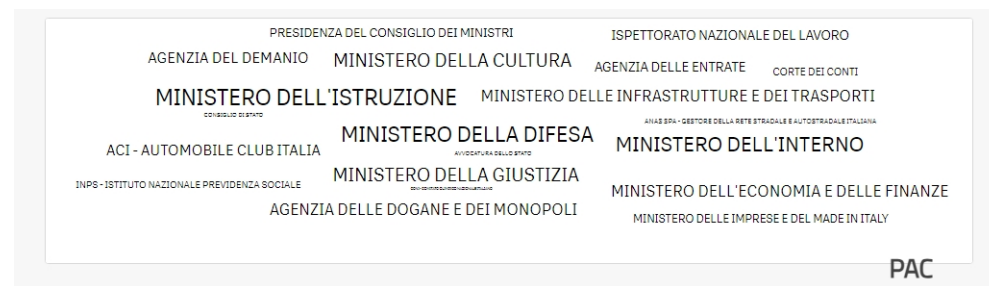 PRESIDENZA DEL CONSIGLIO DEI MINISTRI
ISPETTORATO NAZIONALE DEL LAVORO
AGENZIA DEL DEMANIO
MINISTERO DELLA CULTURA
AGENZIA DELLE ENTRATE
CORTE DEI CONTI
MINISTERO DELL'ISTRUZIONE
MINISTERO DELLE INFRASTRUTTURE E DEI TRASPORTI
CONSIGLIO DI STATO
ANAS SPA - GESTORE DELLA RETE STRADALE E AUTOSTRADALE ITALIANA
MINISTERO DELLA DIFESA
MINISTERO DELL'INTERNO
ACI - AUTOMOBILE CLUB ITALIA
AVVOCATURA DELLO STATO
MINISTERO DELLA GIUSTIZIA
INPS - ISTITUTO NAZIONALE PREVIDENZA SOCIALE
MINISTERO DELL'ECONOMIA E DELLE FINANZE
AGENZIA DELLE DOGANE E DEI MONOPOLI
MINISTERO DELLE IMPRESE E DEL MADE IN ITALY
PAC